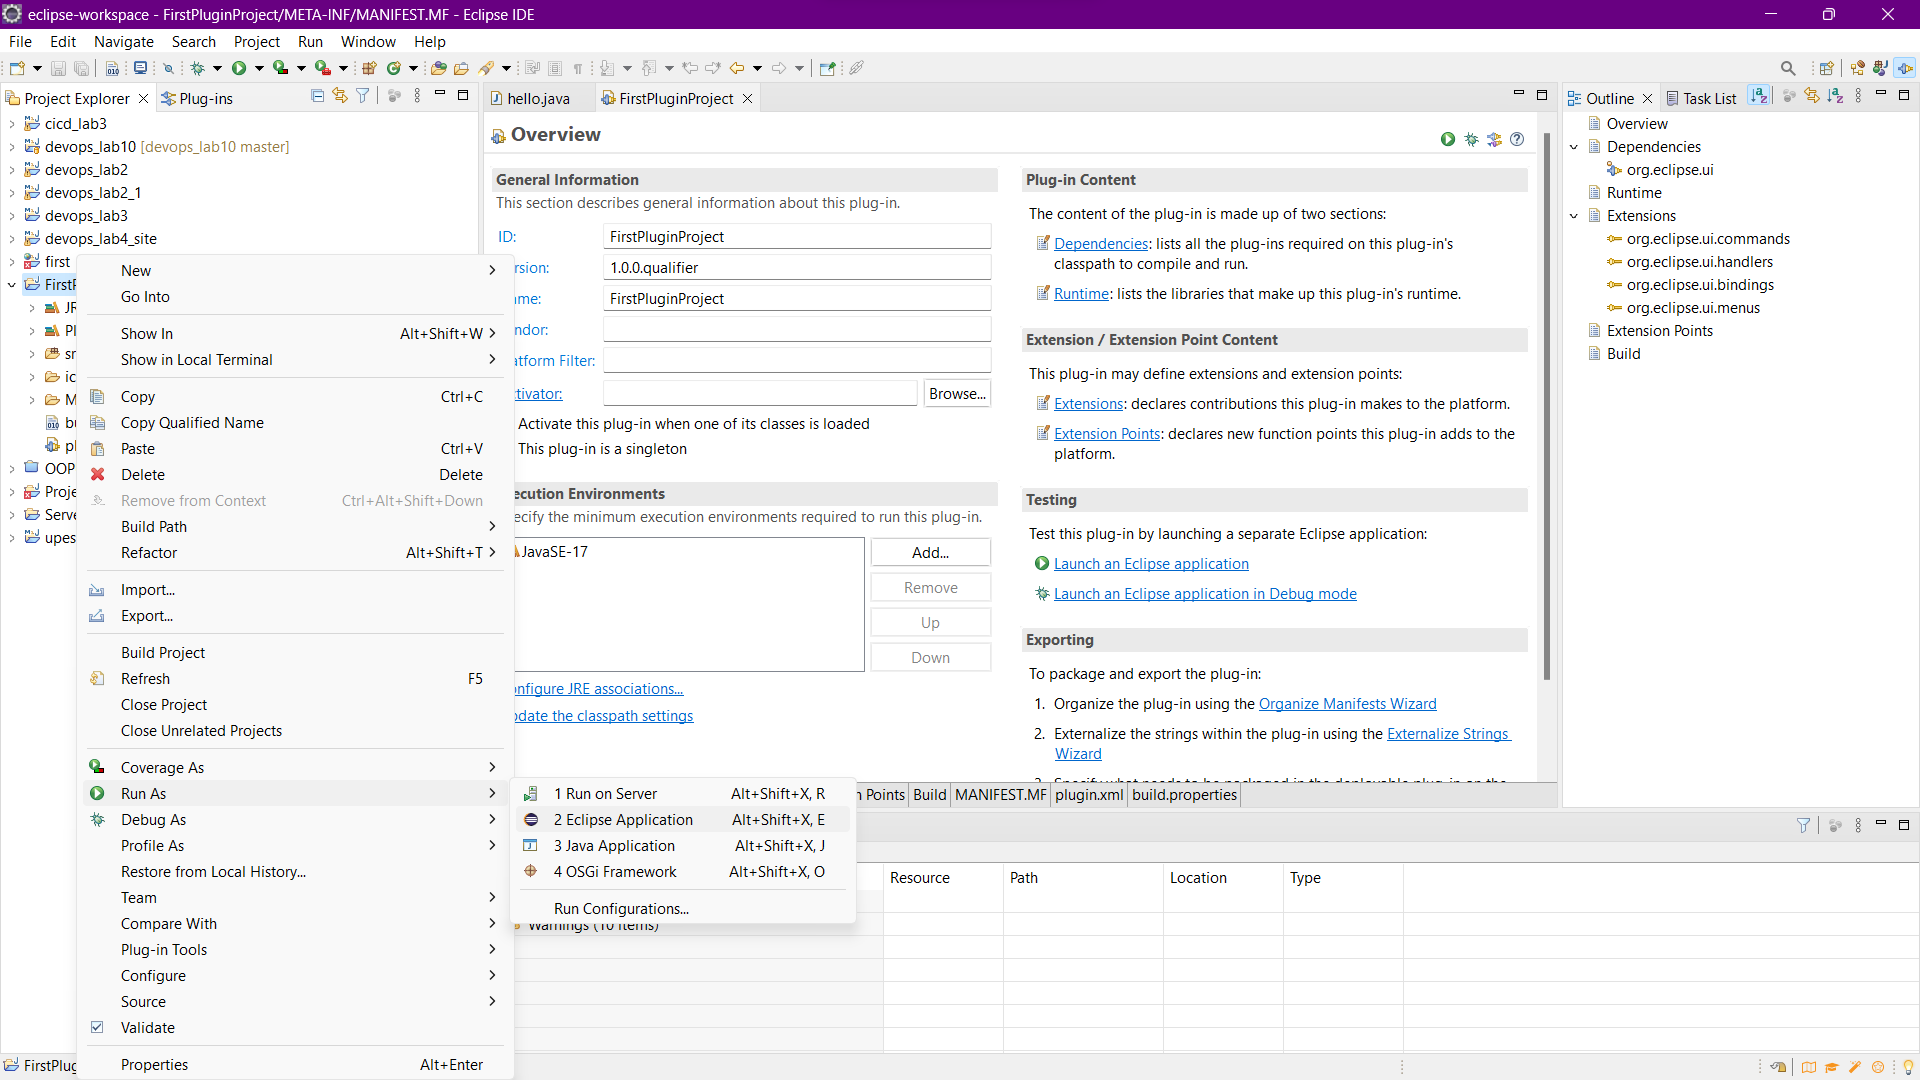 eclipse-workspace - FirstPluginProject/META-INF/MANIFEST.MF - Eclipse IDE
File Edit Navigate Search Project Run Window Help
Project Explorer Plug-ins
cicd_lab3
devops_lab10 [devops_lab10 master]
devops_lab2
devops_lab2_1
devops_lab3
devops_lab4_site
first
FirstP
JR
Pl
sr
ic
M
bu
pl
OOP
Proje
Serve
upes
New
Go Into
Show In Alt+Shift+W
Show in Local Terminal
Copy Ctrl+C
Copy Qualified Name
Paste Ctrl+V
Delete Delete
Remove from Context Ctrl+Alt+Shift+Down
Build Path
Refactor Alt+Shift+T
Import...
Export...
Build Project
Refresh F5
Close Project
Close Unrelated Projects
Coverage As
Run As
Debug As
Profile As
Restore from Local History...
Team
Compare With
Plug-in Tools
Configure
Source
Validate
Properties Alt+Enter
1 Run on Server Alt+Shift+X, R
2 Eclipse Application Alt+Shift+X, E
3 Java Application Alt+Shift+X, J
4 OSGi Framework Alt+Shift+X, O
Run Configurations...
hello.java FirstPluginProject
Overview
General Information
This section describes general information about this plug-in.
ID: FirstPluginProject
rsion: 1.0.0.qualifier
me: FirstPluginProject
ndor:
atform Filter:
tivator: Browse...
Activate this plug-in when one of its classes is loaded
This plug-in is a singleton
ecution Environments
ecify the minimum execution environments required to run this plug-in.
JavaSE-17
Add...
Remove
Up
Down
nfigure JRE associations...
pdate the classpath settings
Plug-in Content
The content of the plug-in is made up of two sections:
Dependencies: lists all the plug-ins required on this plug-in's
classpath to compile and run.
Runtime: lists the libraries that make up this plug-in's runtime.
Extension / Extension Point Content
This plug-in may define extensions and extension points:
Extensions: declares contributions this plug-in makes to the platform.
Extension Points: declares new function points this plug-in adds to the
platform.
Testing
Test this plug-in by launching a separate Eclipse application:
Launch an Eclipse application
Launch an Eclipse application in Debug mode
Exporting
To package and export the plug-in:
1. Organize the plug-in using the Organize Manifests Wizard
2. Externalize the strings within the plug-in using the Externalize Strings
Wizard
3. Specify what needs to be packaged in the deployable plug-in on the
n Points Build MANIFEST.MF plugin.xml build.properties
Resource Path Location Type
Warnings (10 items)
Outline Task List
Overview
Dependencies
org.eclipse.ui
Runtime
Extensions
org.eclipse.ui.commands
org.eclipse.ui.handlers
org.eclipse.ui.bindings
org.eclipse.ui.menus
Extension Points
Build
FirstPlug